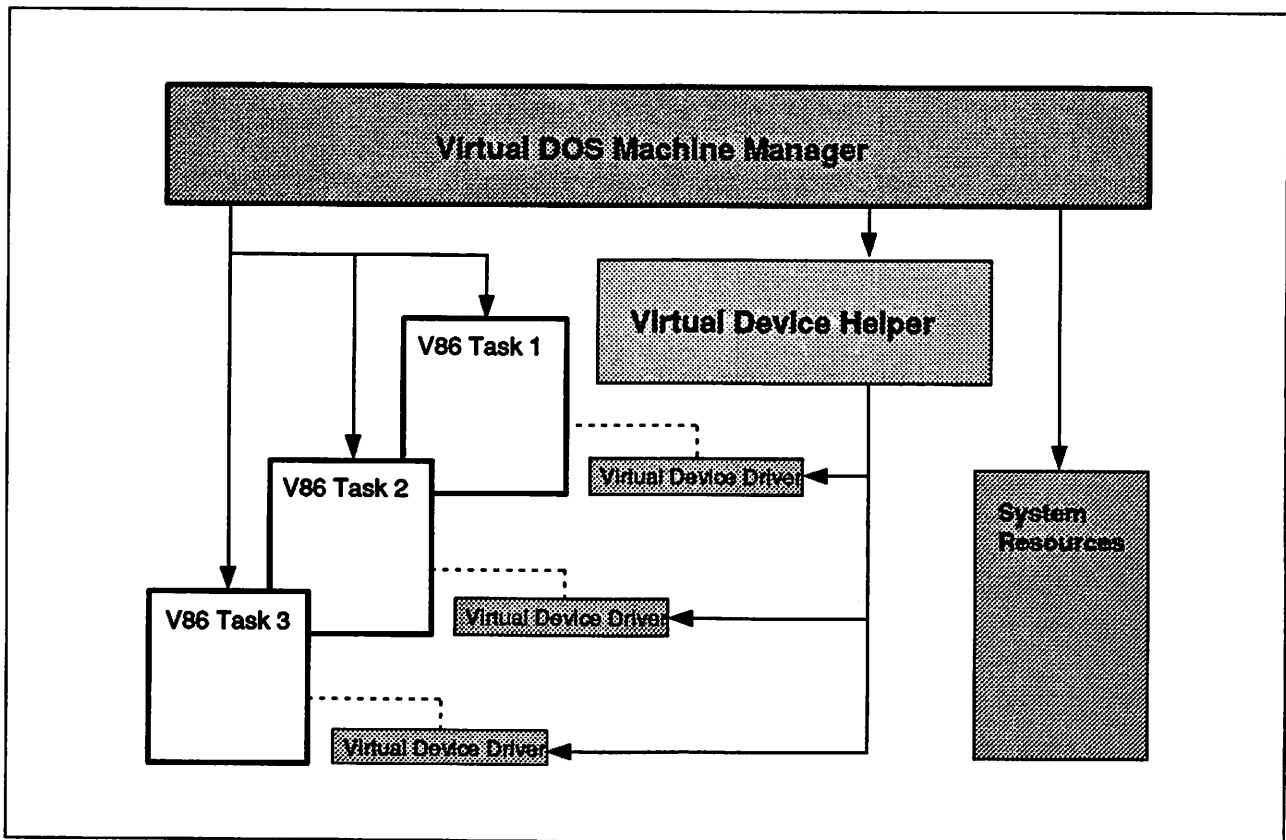 Virtual DOS Machine Manager
Virtual Device Helper
V86 Task 1
Virtual Device Driver
V86 Task 2
System
Resources
Virtual Device Driver
V86 Task 3
Virtual Device Driver